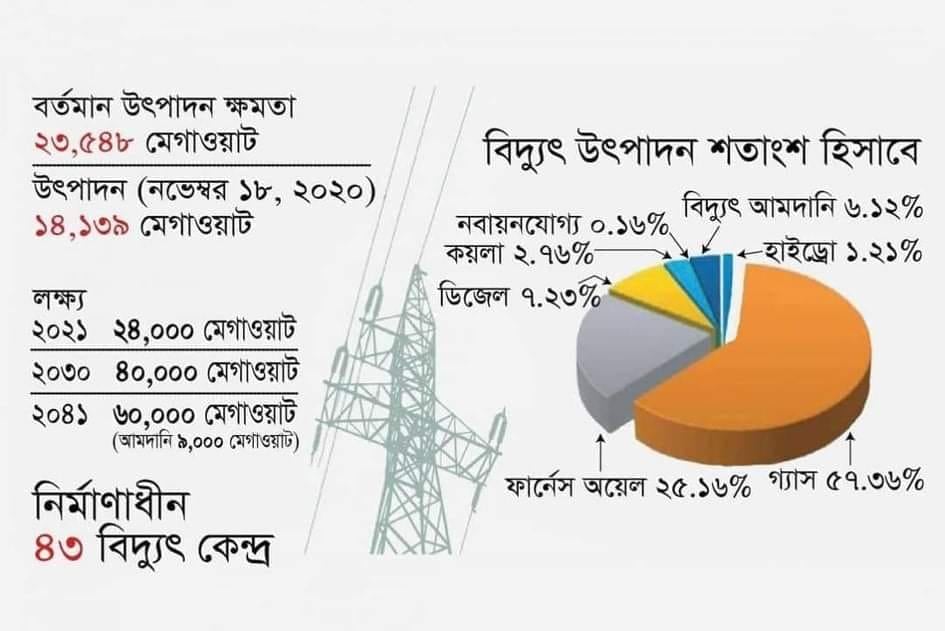 বর্তমান উৎপাদন ক্ষমতা
২৩,৫৪৮ মেগাওয়াট
উৎপাদন (নভেম্বর ১৮, ২০২০)
১৪,১৩৯ মেগাওয়াট
লক্ষ্য
২০২১ ২৪,০০০ মেগাওয়াট
২০৩০ ৪০,০০০ মেগাওয়াট
২০৪১ ৬০,০০০ মেগাওয়াট
(আমদানি ৯,০০০ মেগাওয়াট)
নির্মাণাধীন
৪৩ বিদ্যুৎ কেন্দ্র
বিদ্যুৎ উৎপাদন শতাংশ হিসাবে
বিদ্যুৎ আমদানি ৬.১২%
নবায়নযোগ্য ০.১৬%
কয়লা ২.৭৬%
হাইড্রো ১.২১%
ডিজেল ৭.২৩%
ফার্নেস অয়েল ২৫.১৬%
গ্যাস ৫৭.৩৬%